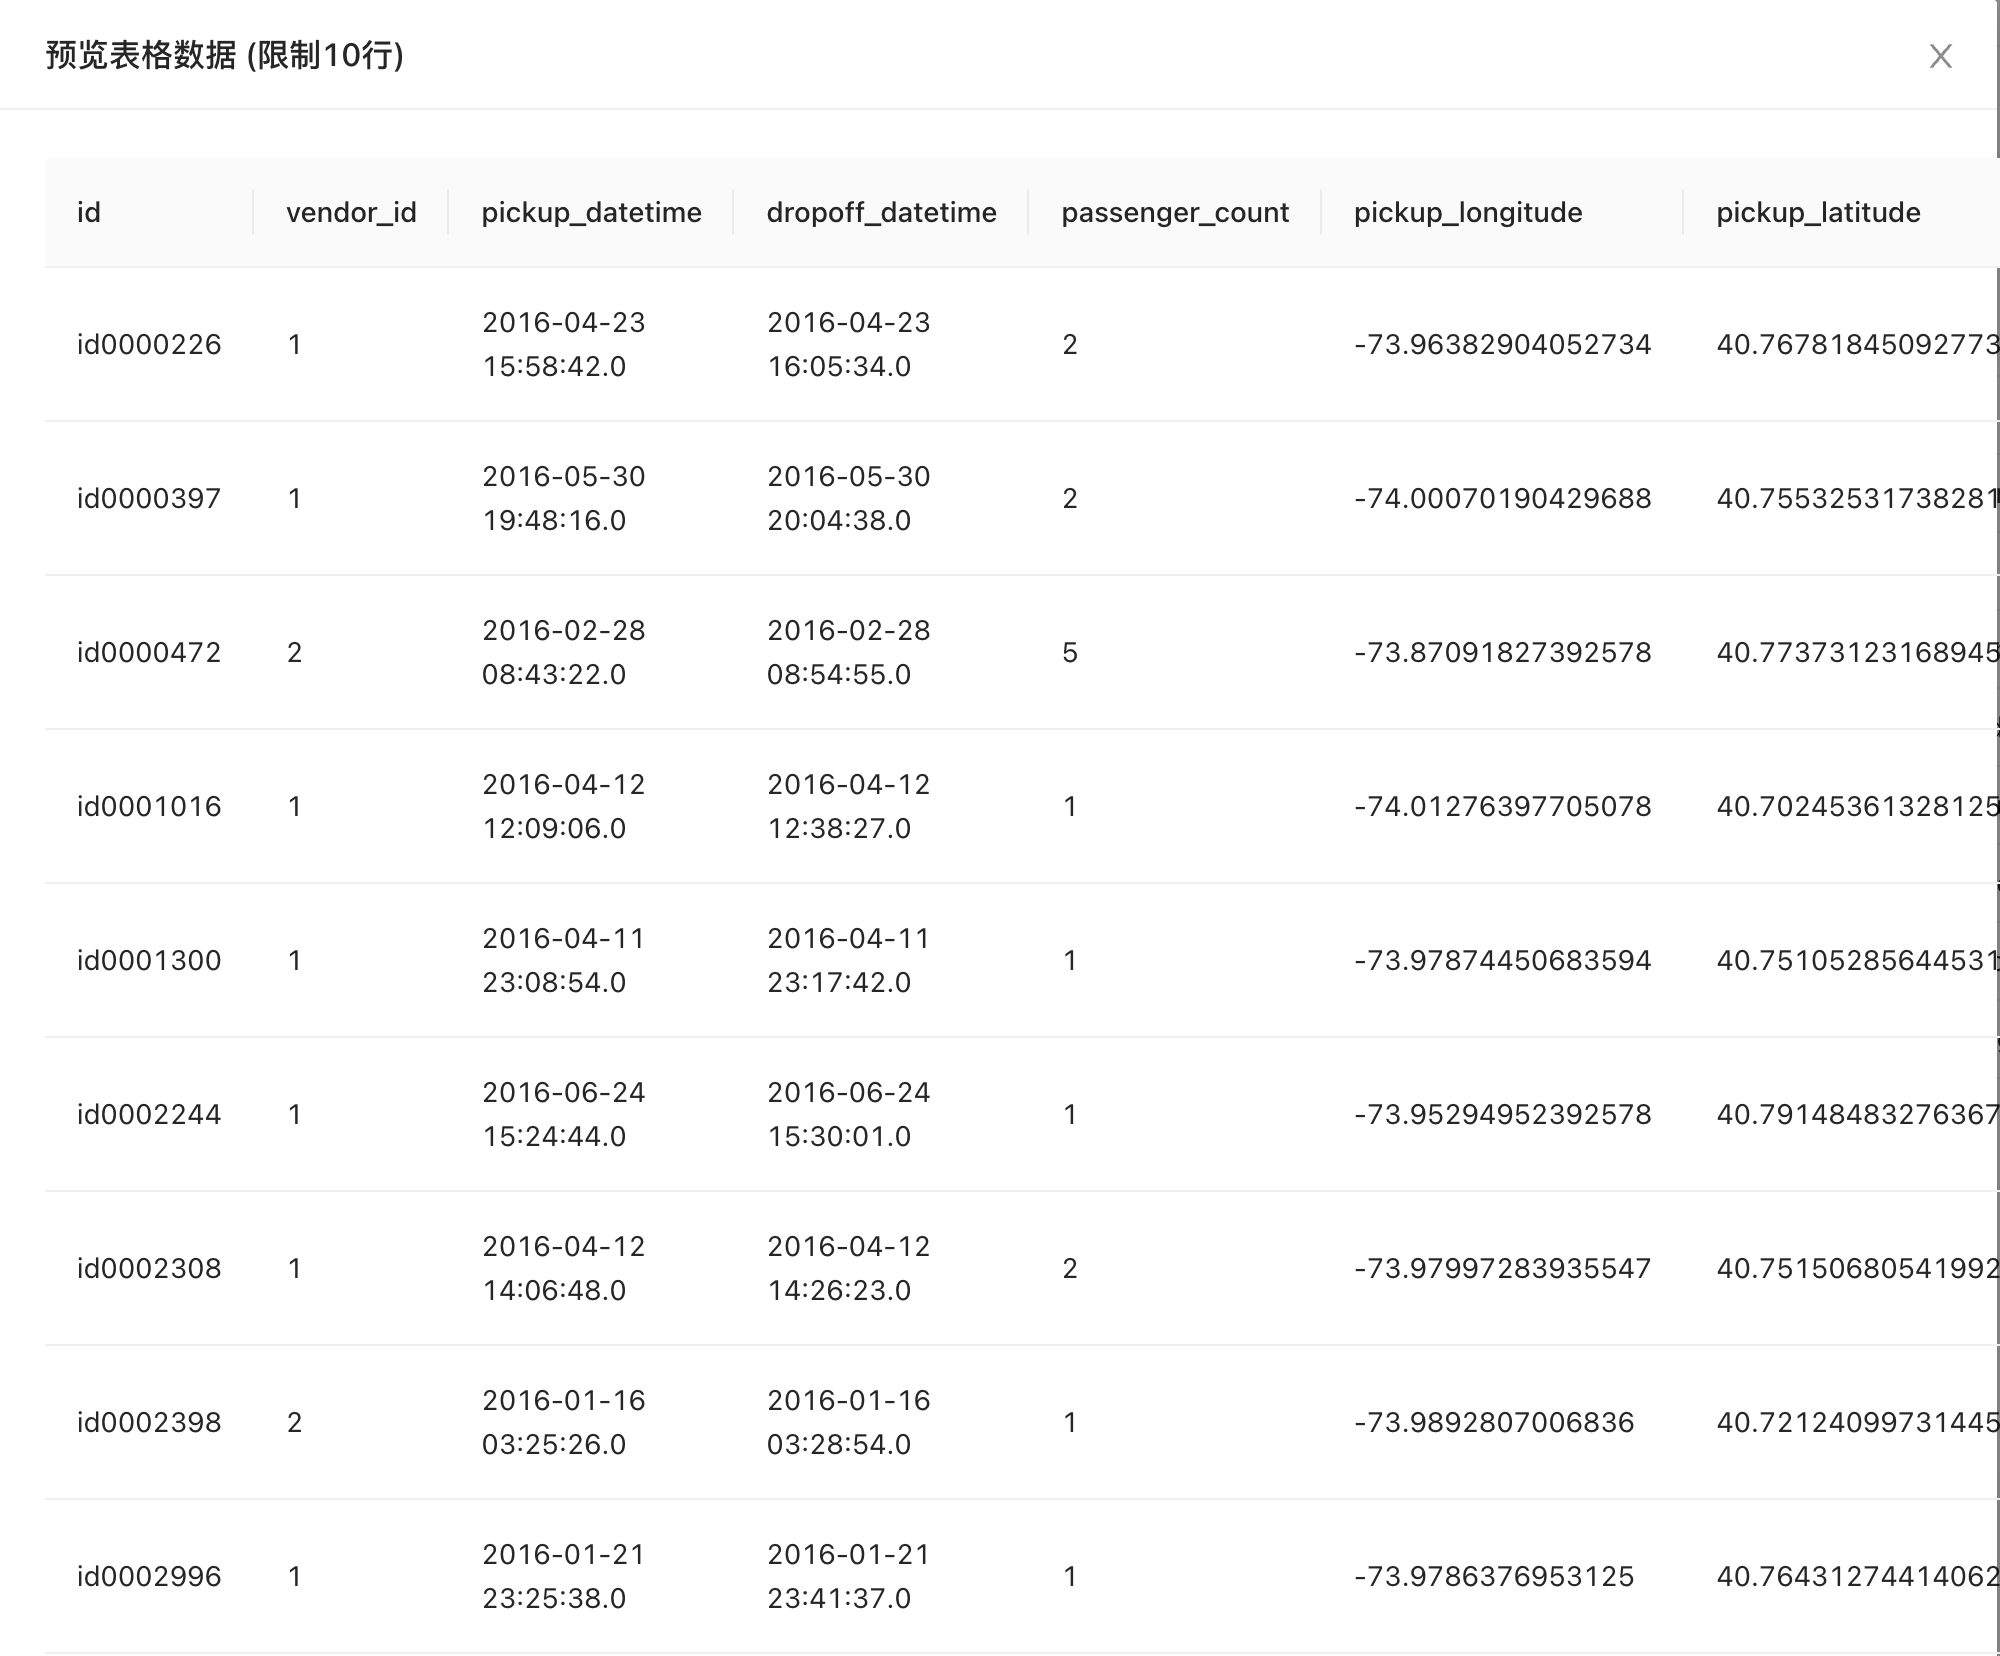 预览表格数据 (限制10行)
id vendor_id pickup_datetime dropoff_datetime passenger_count pickup_longitude pickup_latitude
id0000226 1 2016-04-23 15:58:42.0 2016-04-23 16:05:34.0 2 -73.96382904052734 40.76781845092773
id0000397 1 2016-05-30 19:48:16.0 2016-05-30 20:04:38.0 2 -74.00070190429688 40.75532531738281
id0000472 2 2016-02-28 08:43:22.0 2016-02-28 08:54:55.0 5 -73.87091827392578 40.77373123168945
id0001016 1 2016-04-12 12:09:06.0 2016-04-12 12:38:27.0 1 -74.01276397705078 40.70245361328125
id0001300 1 2016-04-11 23:08:54.0 2016-04-11 23:17:42.0 1 -73.97874450683594 40.75105285644531
id0002244 1 2016-06-24 15:24:44.0 2016-06-24 15:30:01.0 1 -73.95294952392578 40.79148483276367
id0002308 1 2016-04-12 14:06:48.0 2016-04-12 14:26:23.0 2 -73.97997283935547 40.75150680541992
id0002398 2 2016-01-16 03:25:26.0 2016-01-16 03:28:54.0 1 -73.9892807006836 40.72124099731445
id0002996 1 2016-01-21 23:25:38.0 2016-01-21 23:41:37.0 1 -73.9786376953125 40.76431274414062